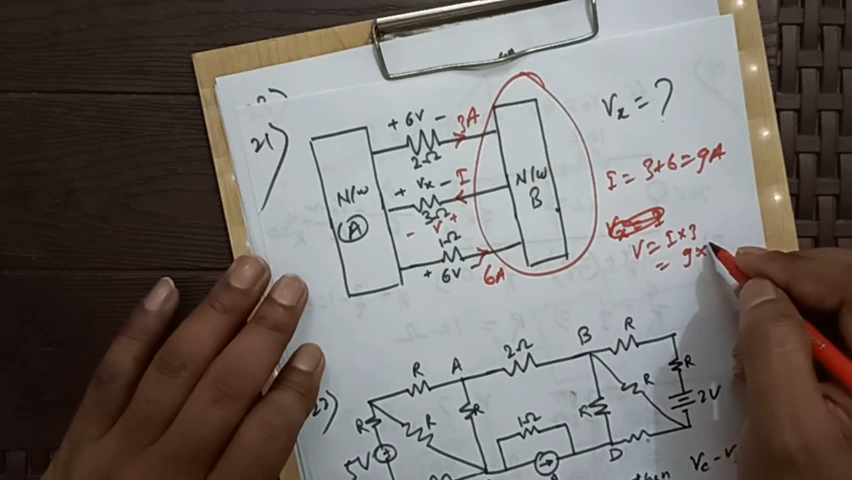 21)
+ 6V - 3A
2Ω
Vx = ?
N/w
A
+ Vx - I
3Ω
- V +
N/w
B
I = 3+6 = 9A
1Ω
+ 6V - 6A
V = I×3
= 9×
22)
R A 2Ω B R
R R R R R R
1Ω
2V
5V
D
then Vc - V